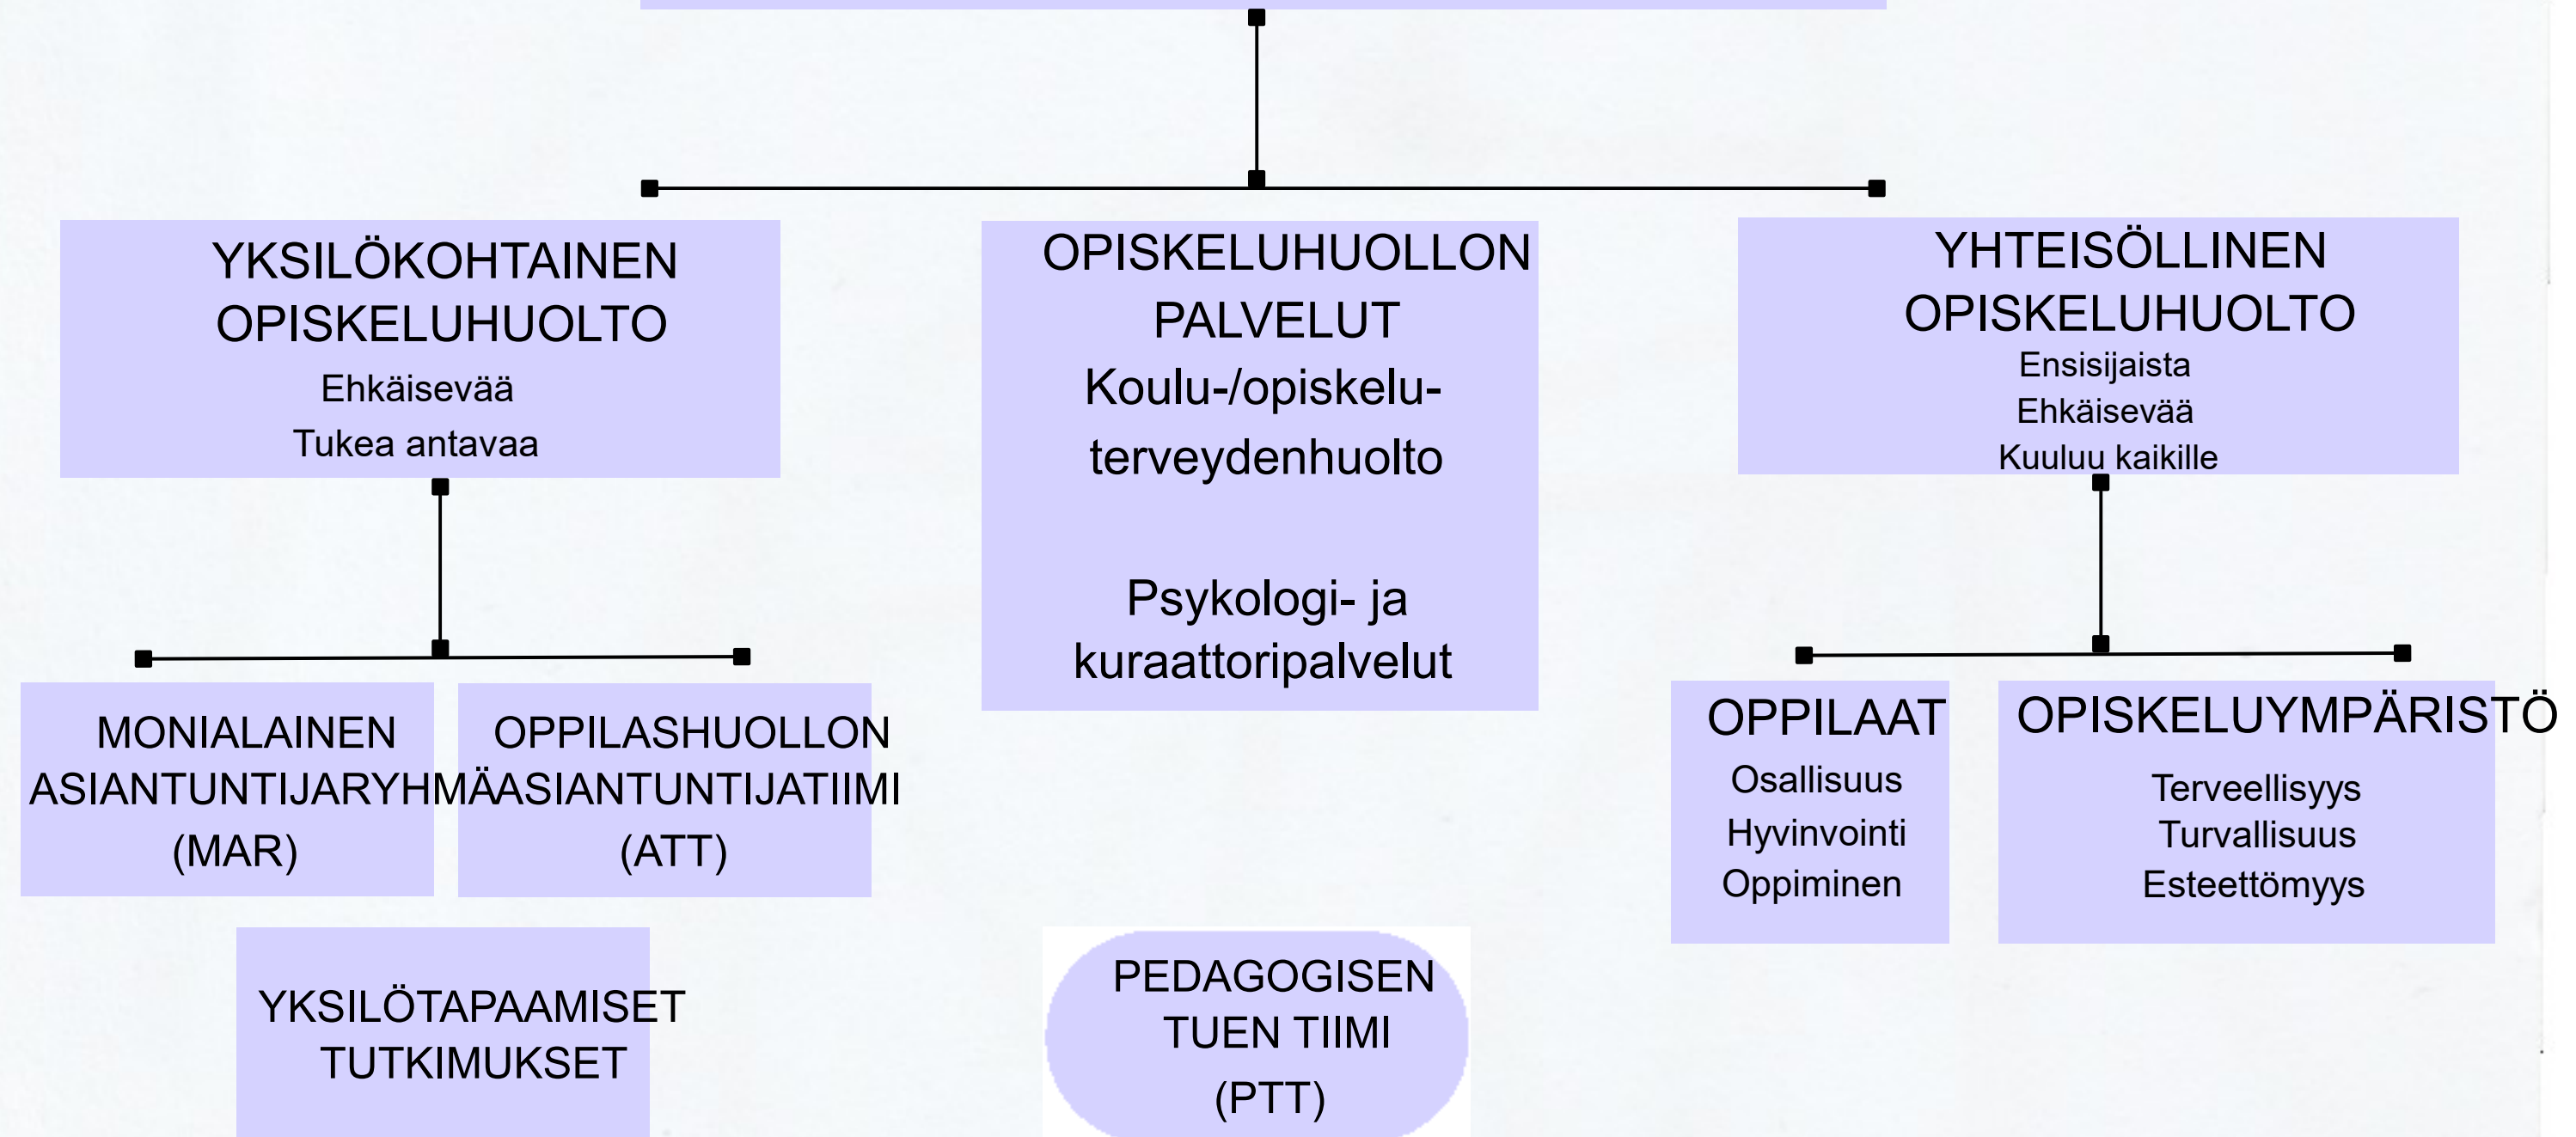 YKSILÖKOHTAINEN
OPISKELUHUOLTO
Ehkäisevää
Tukea antavaa
OPISKELUHUOLLON
PALVELUT
Koulu-/opiskelu-
terveydenhuolto
Psykologi- ja
kuraattoripalvelut
YHTEISÖLLINEN
OPISKELUHUOLTO
Ensisijaista
Ehkäisevää
Kuuluu kaikille
MONIALAINEN
ASIANTUNTIJARYHMÄ
(MAR)
OPPILASHUOLLON
ASIANTUNTIJATIIMI
(ATT)
OPPILAAT
Osallisuus
Hyvinvointi
Oppiminen
OPISKELUYMPÄRISTÖ
Terveellisyys
Turvallisuus
Esteettömyys
YKSILÖTAPAAMISET
TUTKIMUKSET
PEDAGOGISEN
TUEN TIIMI
(PTT)